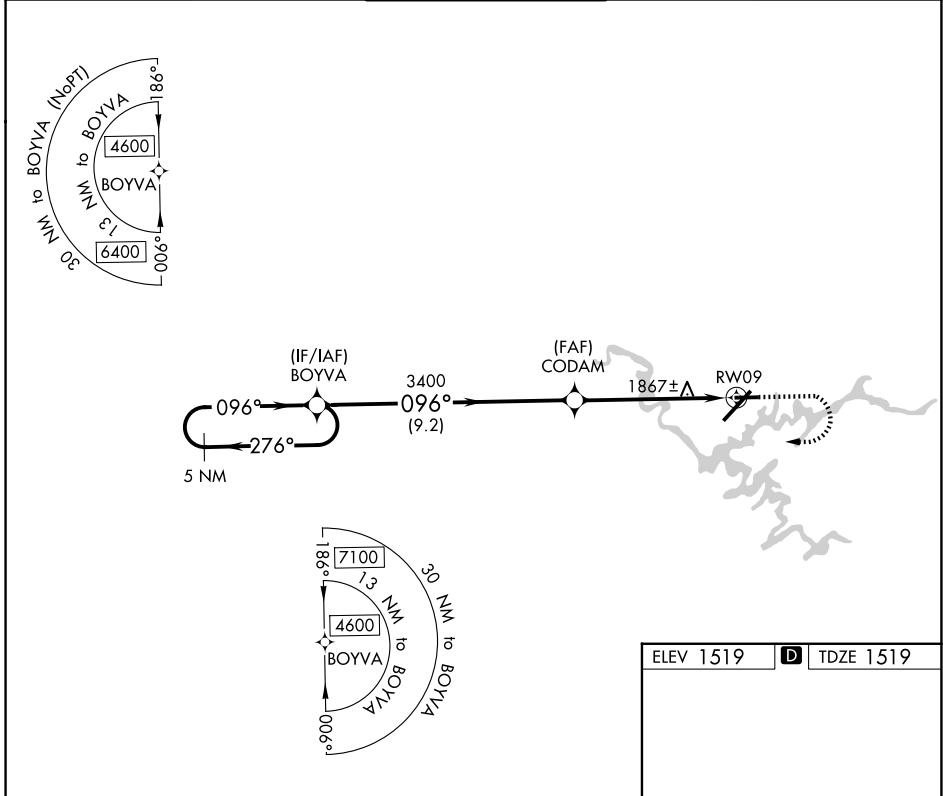 30 NM to BOYVA (NoPT)
13 NM to BOYVA
186°
4600
BOYVA
6400
006°
(IF/IAF)
BOYVA
(FAF)
CODAM
3400
096°
(9.2)
096°
276°
5 NM
1867±
RW09
186°
7100
13 NM to BOYVA
30 NM to BOYVA
4600
BOYVA
006°
ELEV 1519 D TDZE 1519